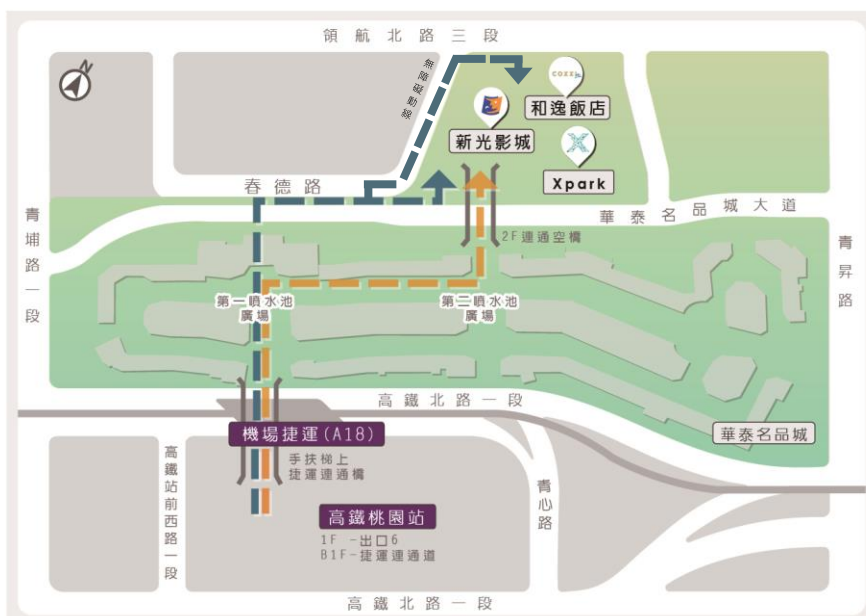 領航北路三段
N
無障礙動線
COZZI
和逸飯店
新光影城
Xpark
春德路
華泰名品城大道
青埔路一段
2F連通空橋
青昇路
第一噴水池
廣場
第二噴水池
廣場
高鐵北路一段
機場捷運(A18)
華泰名品城
手扶梯上
捷運連通橋
高鐵站前西路一段
青心路
高鐵桃園站
1F －出口6
B1F－捷運連通道
高鐵北路一段